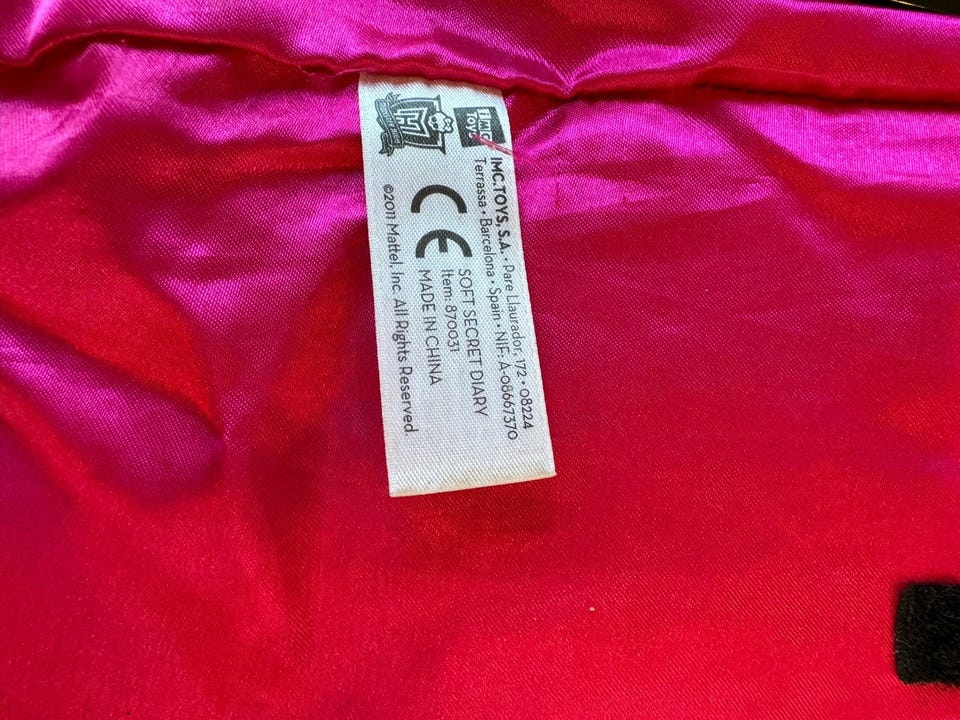 IMC TOYS
IMC.TOYS, S.A. • Pare Llaurador, 172 • 08224
Terrassa • Barcelona • Spain • NIF: A-08667370
CE
SOFT SECRET DIARY
Item: 870031
MADE IN CHINA
©2011 Mattel, Inc. All Rights Reserved.